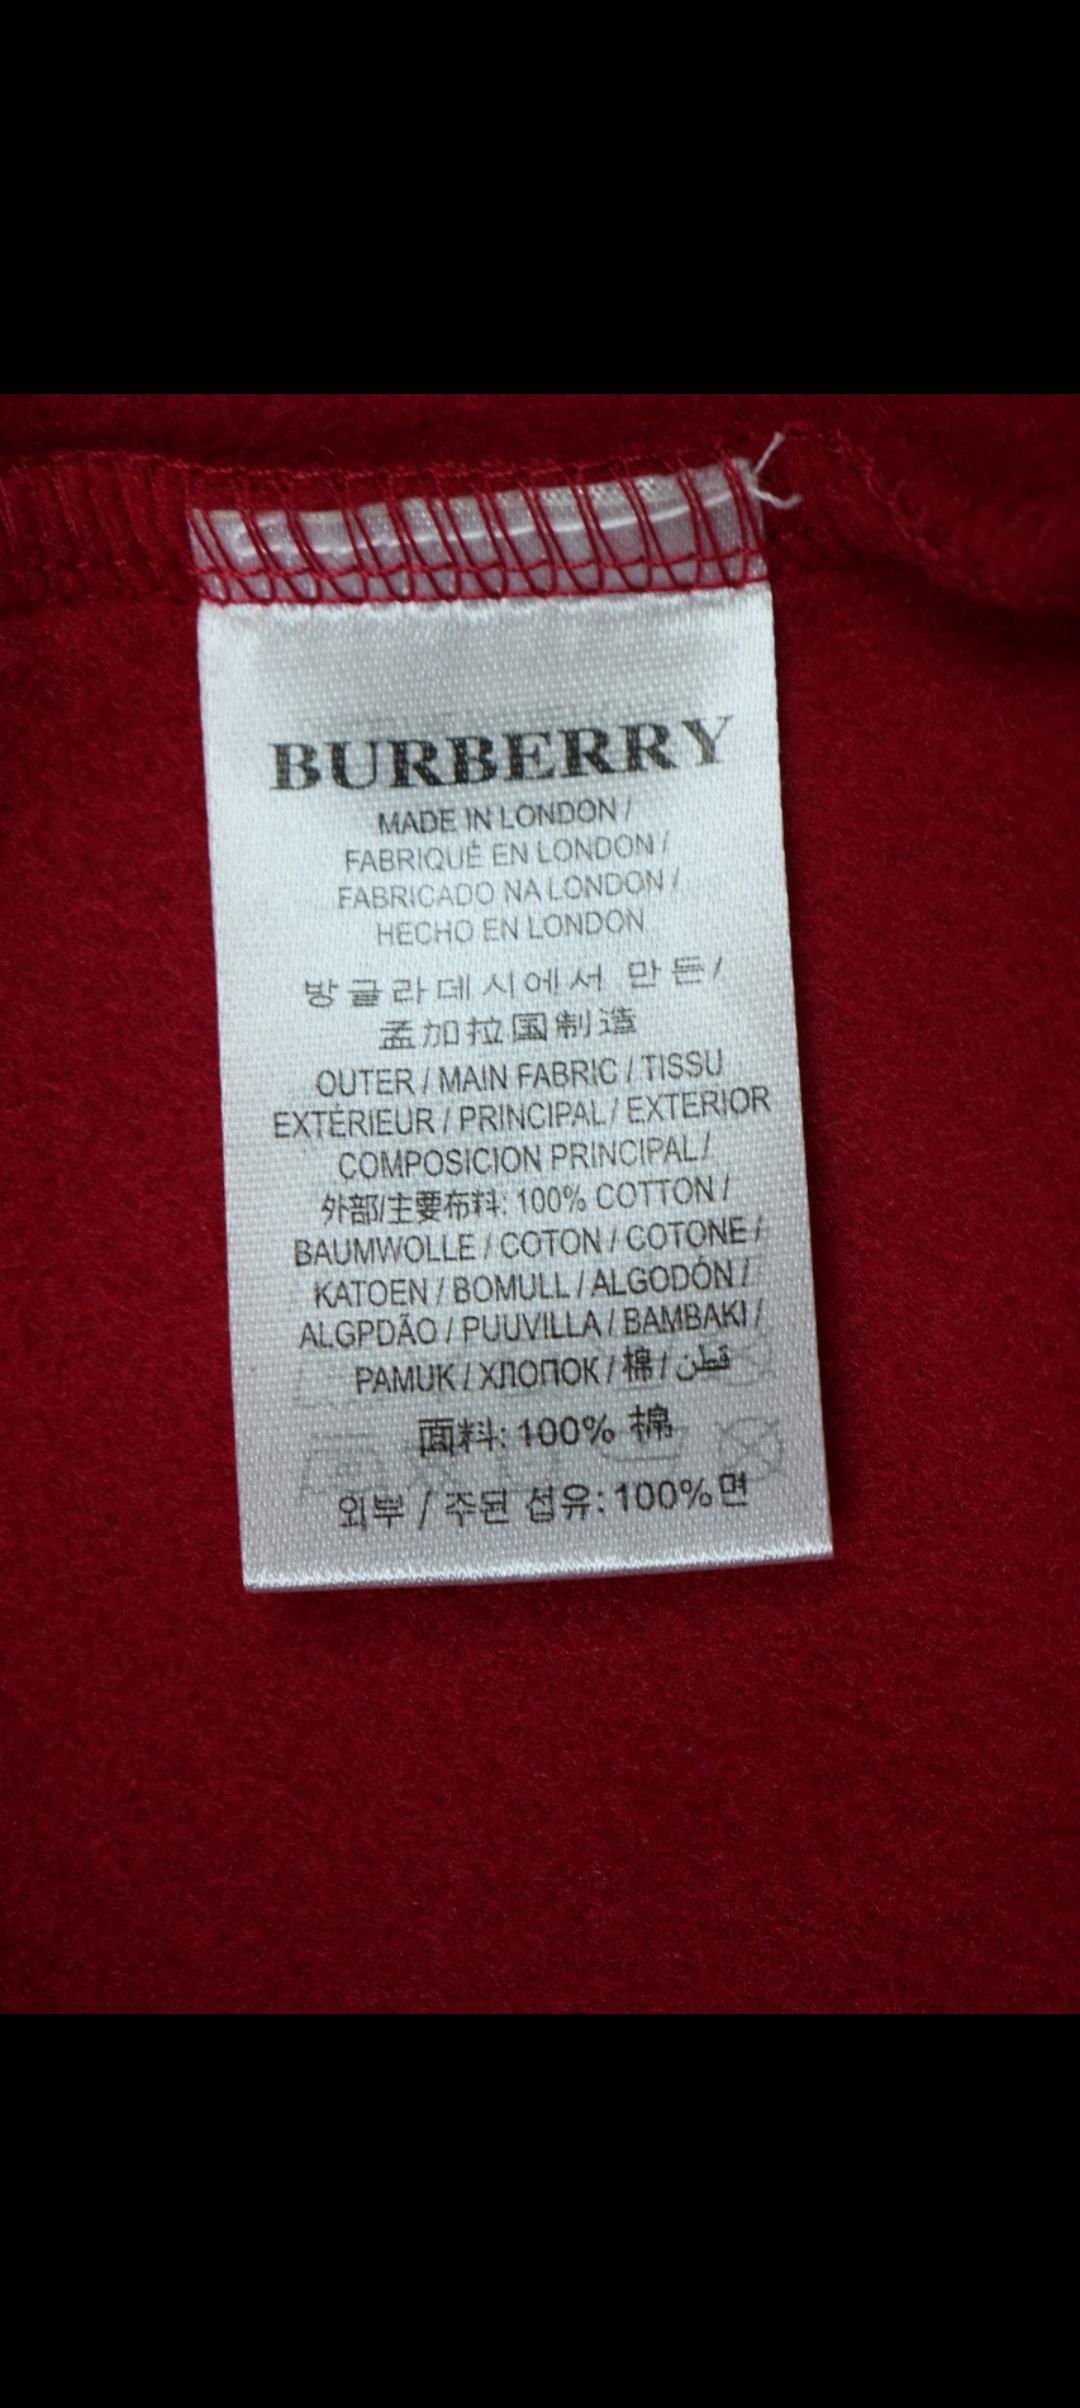 BURBERRY
MADE IN LONDON /
FABRIQUÉ EN LONDON /
FABRICADO NA LONDON /
HECHO EN LONDON
방글라데시에서 만든/
孟加拉国制造
OUTER / MAIN FABRIC / TISSU
EXTÉRIEUR / PRINCIPAL / EXTERIOR
COMPOSICION PRINCIPAL /
外部/主要布料: 100% COTTON /
BAUMWOLLE / COTON / COTONE /
KATOEN / BOMULL / ALGODÓN /
ALGPDÃO / PUUVILLA / BAMBAKI /
PAMUK / ХЛОПОК / 棉 / قطن
面料: 100% 棉
외부 / 주된 섬유: 100%면